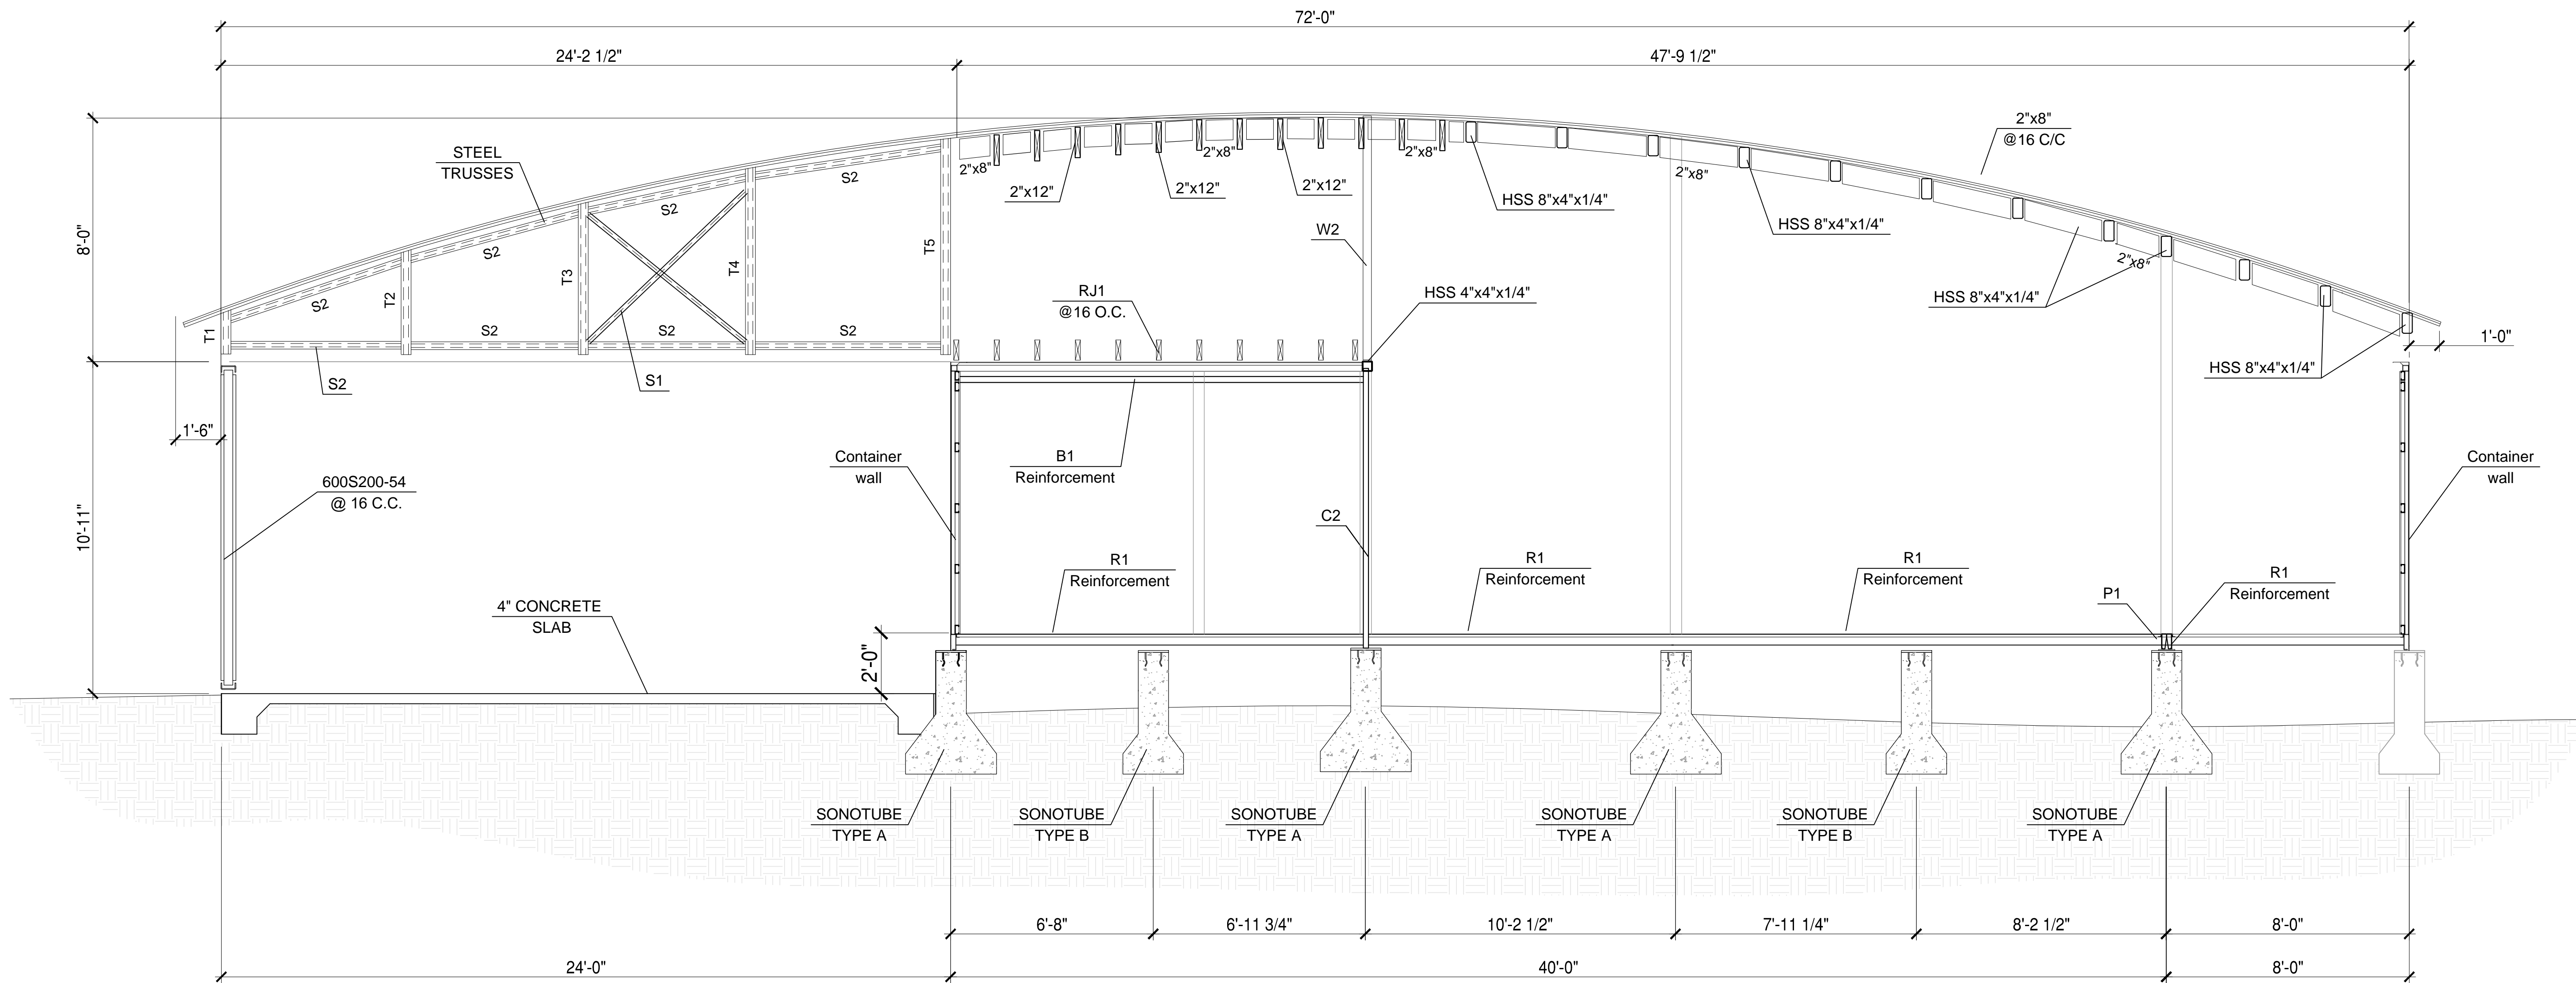 72'-0"
24'-2 1/2"
47'-9 1/2"
2"x8"
@16 C/C
STEEL
TRUSSES
S2
2"x8"
2"x8"
2"x8"
2"x8"
2"x12"
2"x12"
2"x12"
HSS 8"x4"x1/4"
HSS 8"x4"x1/4"
8'-0"
S2
S2
W2
T5
T4
T3
T2
2"x8"
RJ1
@16 O.C.
HSS 4"x4"x1/4"
HSS 8"x4"x1/4"
S2
T1
S2
S2
S2
1'-0"
HSS 8"x4"x1/4"
S2
S1
1'-6"
Container
wall
B1
Reinforcement
Container
wall
600S200-54
@ 16 C.C.
10'-11"
C2
R1
Reinforcement
R1
Reinforcement
R1
Reinforcement
R1
Reinforcement
P1
4" CONCRETE
SLAB
2'-0"
SONOTUBE
TYPE A
SONOTUBE
TYPE B
SONOTUBE
TYPE A
SONOTUBE
TYPE A
SONOTUBE
TYPE B
SONOTUBE
TYPE A
6'-8"
6'-11 3/4"
10'-2 1/2"
7'-11 1/4"
8'-2 1/2"
8'-0"
24'-0"
40'-0"
8'-0"